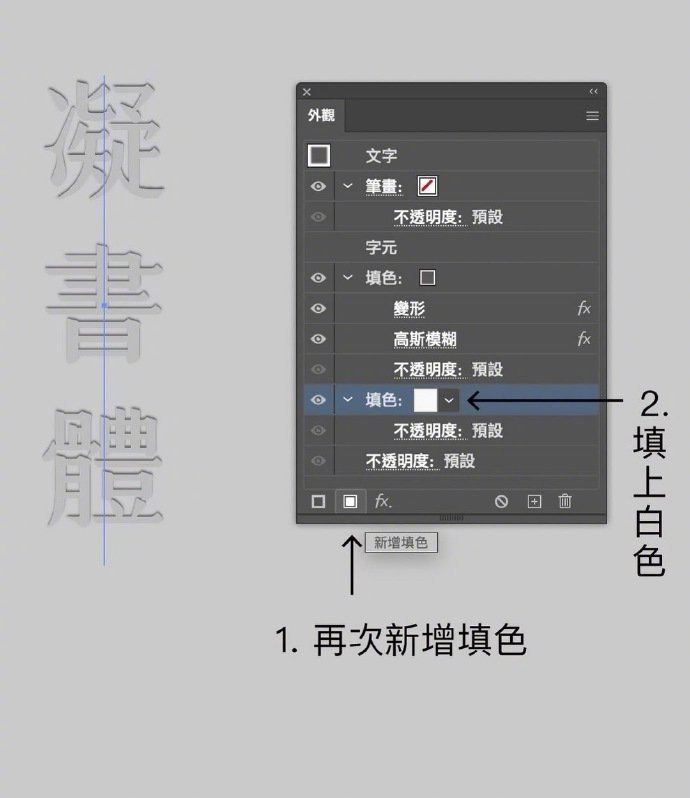 凝書體
外觀
文字
筆畫:
不透明度: 預設
字元
填色:
變形 fx
高斯模糊 fx
不透明度: 預設
填色:
不透明度: 預設
不透明度: 預設
fx.
新增填色
1. 再次新增填色
2.填上白色